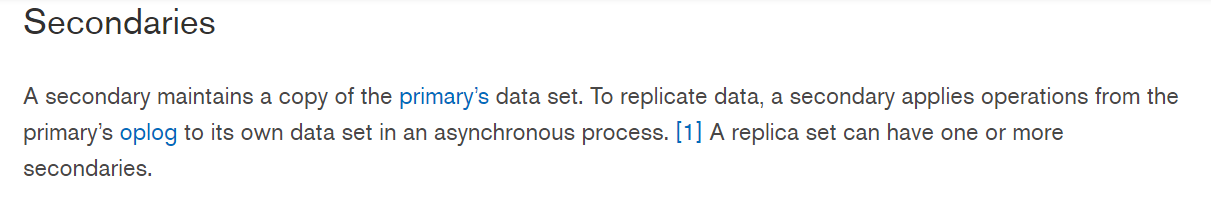 Secondaries
A secondary maintains a copy of the primary's data set. To replicate data, a secondary applies operations from the
primary's oplog to its own data set in an asynchronous process. [1] A replica set can have one or more
secondaries.